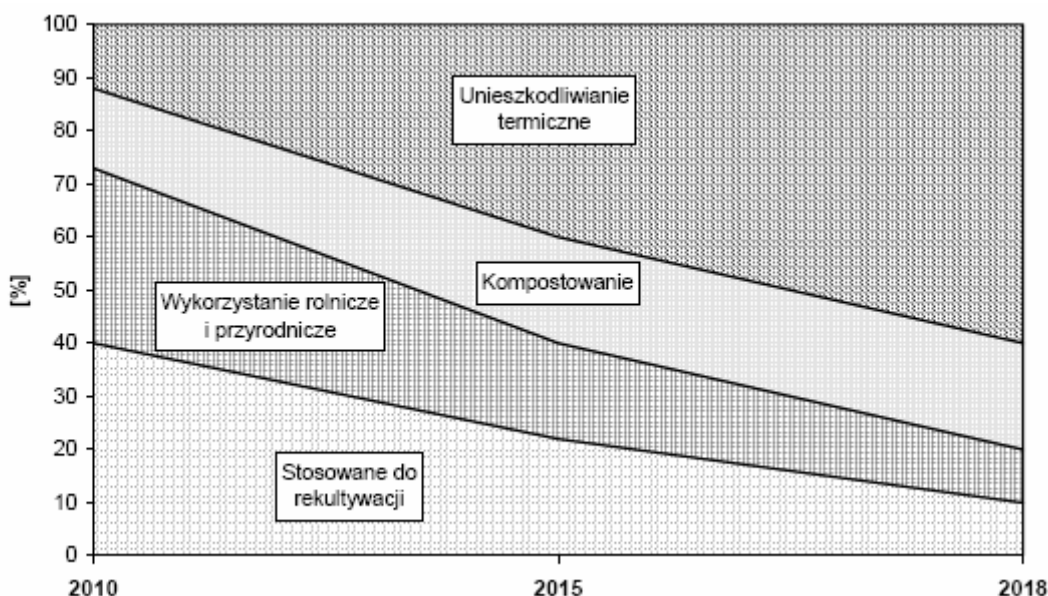 100
90
80
70
60
50
40
30
20
10
0
[%]
Unieszkodliwianie
termiczne
Kompostowanie
Wykorzystanie rolnicze
i przyrodnicze
Stosowane do
rekultywacji
2010
2015
2018